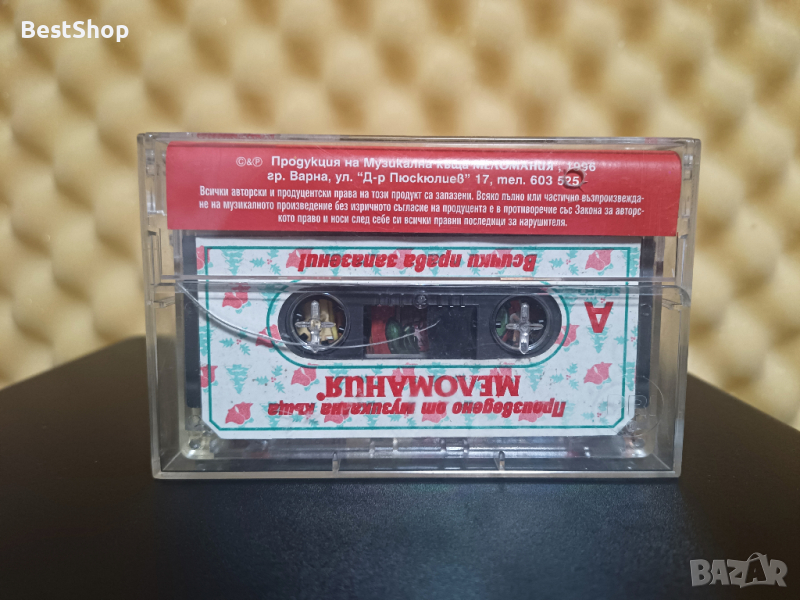 BestShop
©&℗ Продукция на Музикална къща МЕЛОМАНИЯ®, 1996
гр. Варна, ул. "Д-р Пюскюлиев" 17, тел. 603 525
Всички авторски и продуцентски права на този продукт са запазени. Всяко пълно или частично възпроизвежда-
не на музикалното произведение без изричното съгласие на продуцента е в противоречие със Закона за авторс-
кото право и носи след себе си всички правни последици за нарушителя.
Всички права запазени!
A
МЕЛОМАНИЯ®
Произведено от музикална къща
BAZAR